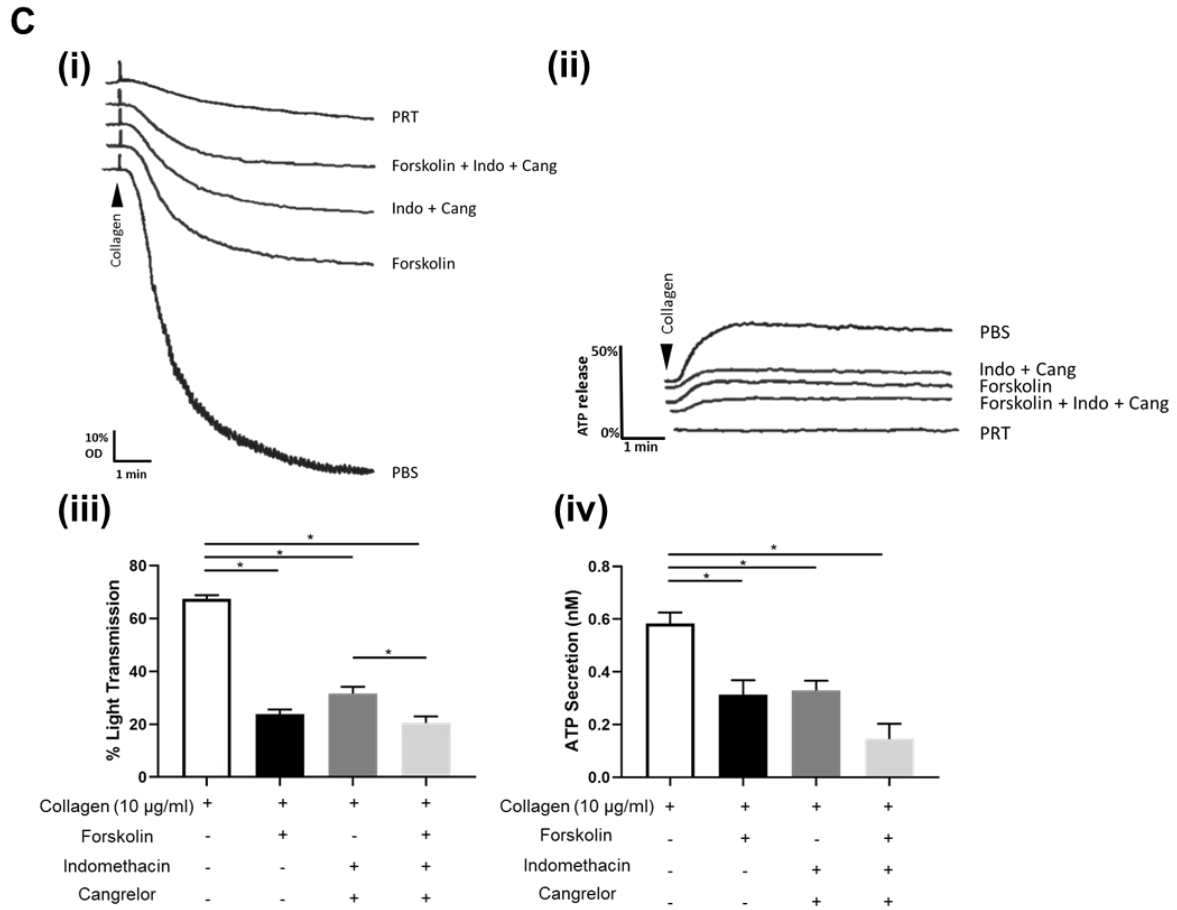 C
(i)
PRT
Forskolin + Indo + Cang
Indo + Cang
Forskolin
PBS
Collagen
10%
OD
1 min
(ii)
Collagen
50%
ATP release
0%
1 min
PBS
Indo + Cang
Forskolin
Forskolin + Indo + Cang
PRT
(iii)
% Light Transmission
80
60
40
20
0
* 
*
*
*
Collagen (10 µg/ml) + + + +
Forskolin - + - +
Indomethacin - - + +
Cangrelor - - + +
(iv)
ATP Secretion (nM)
0.8
0.6
0.4
0.2
0.0
*
*
*
Collagen (10 µg/ml) + + + +
Forskolin - + - +
Indomethacin - - + +
Cangrelor - - + +